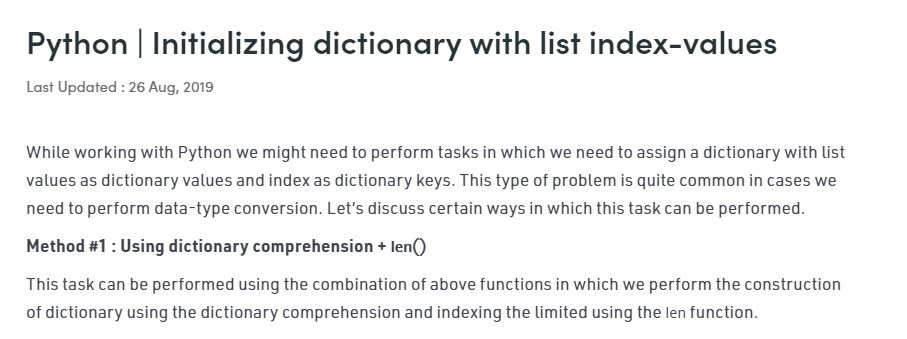 Python | Initializing dictionary with list index-values
Last Updated : 26 Aug, 2019
While working with Python we might need to perform tasks in which we need to assign a dictionary with list
values as dictionary values and index as dictionary keys. This type of problem is quite common in cases we
need to perform data-type conversion. Let’s discuss certain ways in which this task can be performed.
Method #1 : Using dictionary comprehension + len()
This task can be performed using the combination of above functions in which we perform the construction
of dictionary using the dictionary comprehension and indexing the limited using the len function.